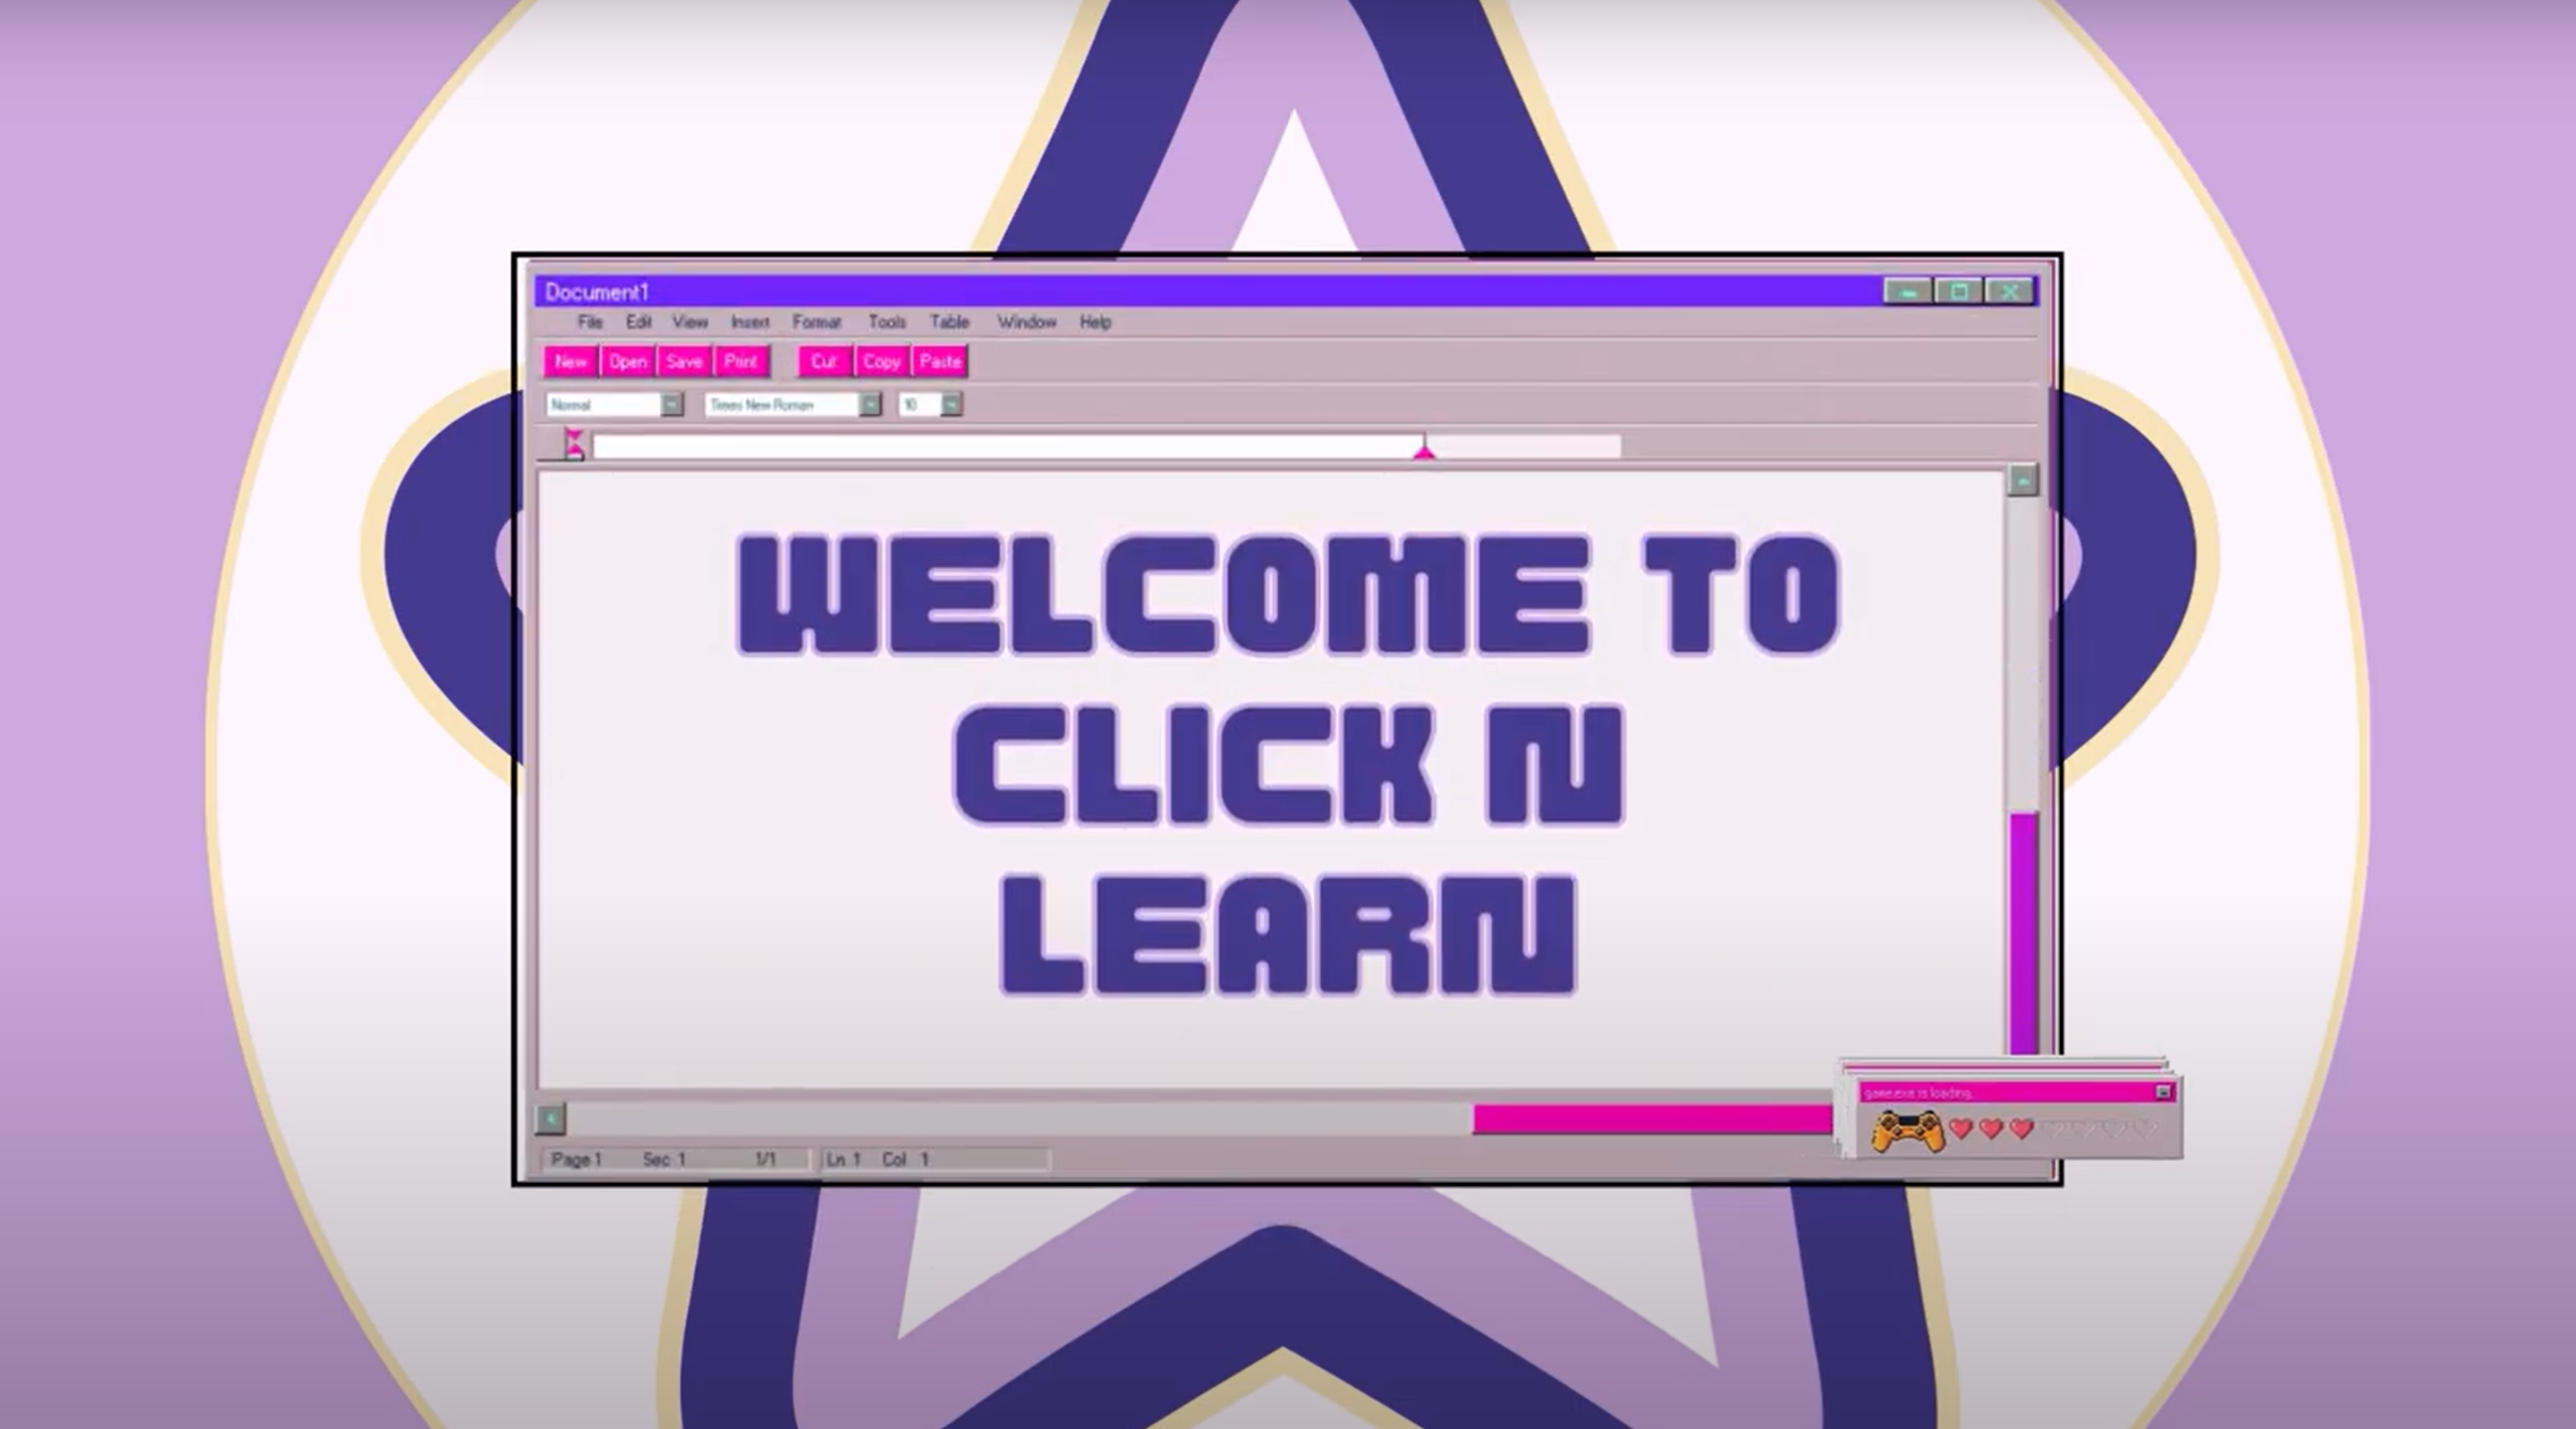 Document1
File Edit View Insert Format Tools Table Window Help
New Open Save Print Cut Copy Paste
Normal Times New Roman 10
WELCOME TO
CLICK N
LEARN
game.exe is loading...
Page 1 Sec 1 1/1 Ln 1 Col 1